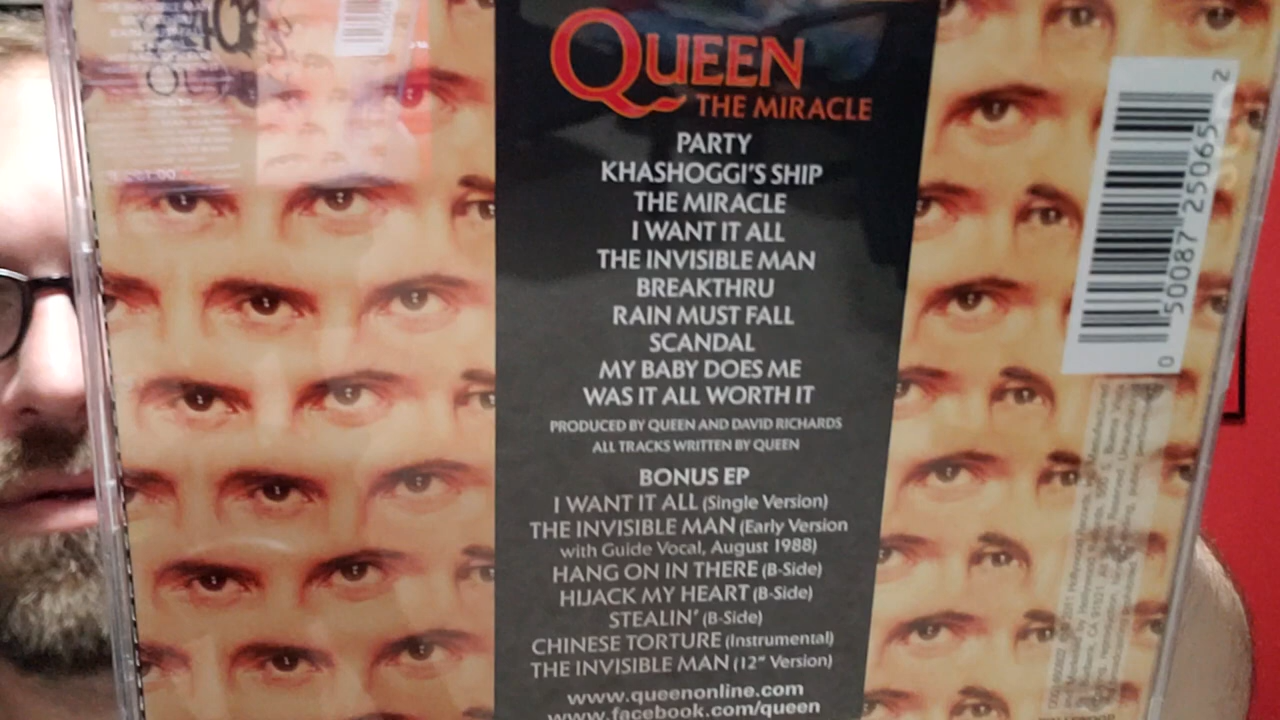 QUEEN
THE MIRACLE
PARTY
KHASHOGGI'S SHIP
THE MIRACLE
I WANT IT ALL
THE INVISIBLE MAN
BREAKTHRU
RAIN MUST FALL
SCANDAL
MY BABY DOES ME
WAS IT ALL WORTH IT
PRODUCED BY QUEEN AND DAVID RICHARDS
ALL TRACKS WRITTEN BY QUEEN
BONUS EP
I WANT IT ALL (Single Version)
THE INVISIBLE MAN (Early Version
with Guide Vocal, August 1988)
HANG ON IN THERE (B-Side)
HIJACK MY HEART (B-Side)
STEALIN' (B-Side)
CHINESE TORTURE (Instrumental)
THE INVISIBLE MAN (12" Version)
www.queenonline.com
www.facebook.com/queen
0 50087 25065 2